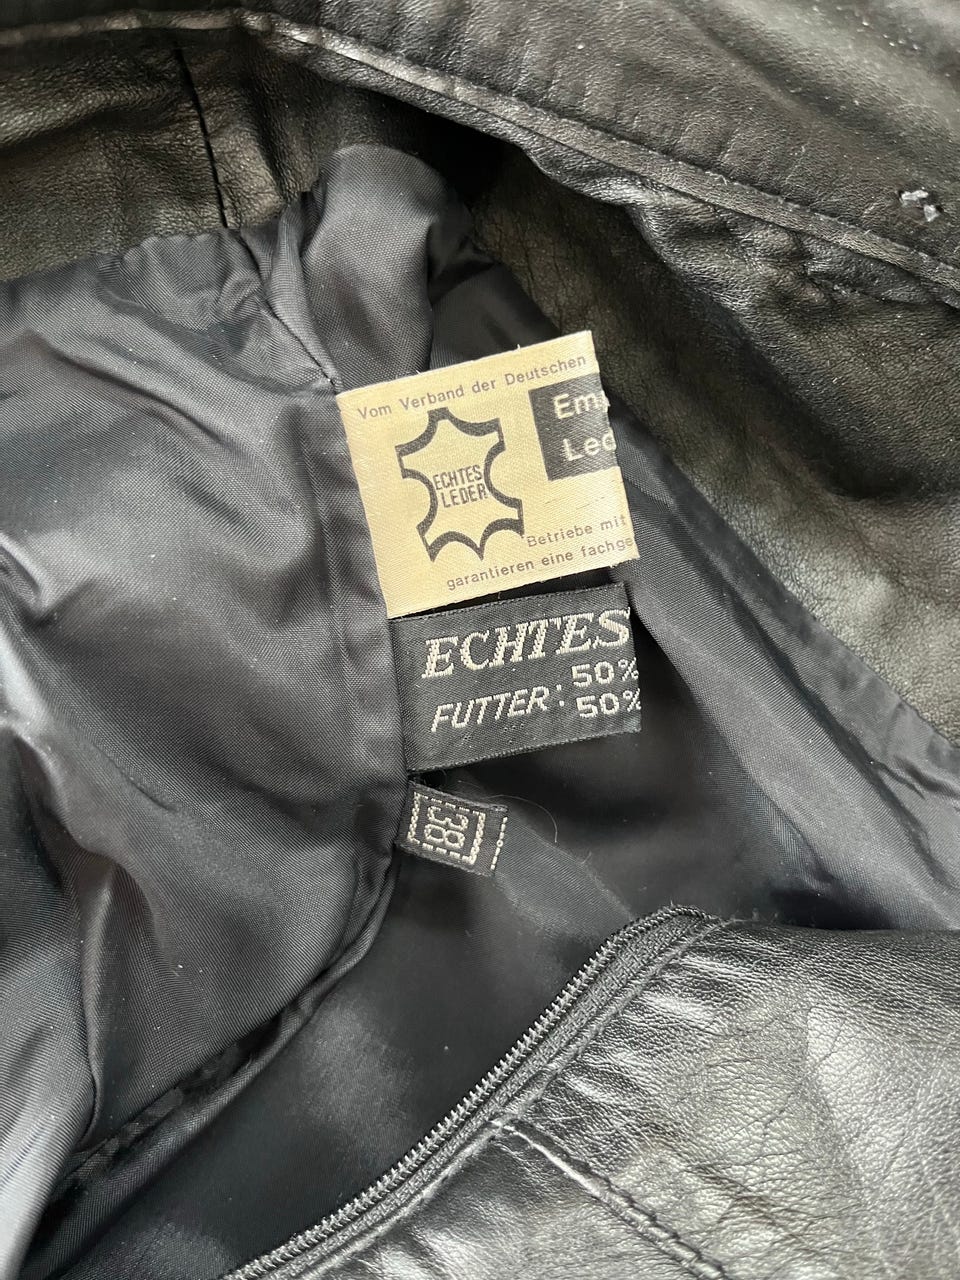 Vom Verband der Deutschen
Em
Led
ECHTES
LEDER
Betriebe mit
garantieren eine fachge
ECHTES
FUTTER: 50%
50%
38